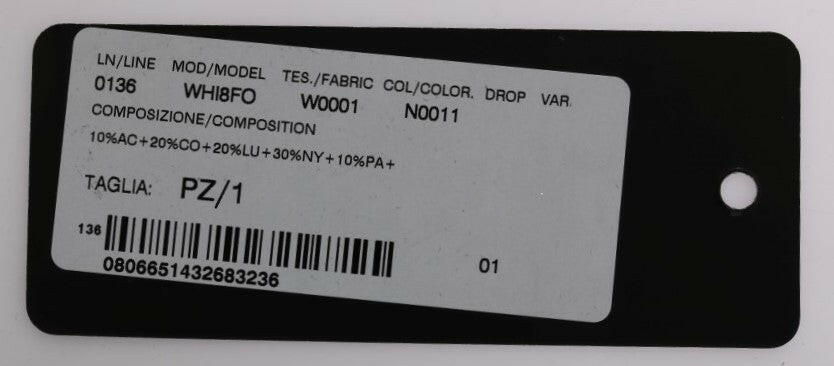 LN/LINE MOD/MODEL TES./FABRIC COL/COLOR. DROP VAR.
0136 WHI8FO W0001 N0011
COMPOSIZIONE/COMPOSITION
10%AC+20%CO+20%LU+30%NY+10%PA+
TAGLIA: PZ/1
136
0806651432683236
01